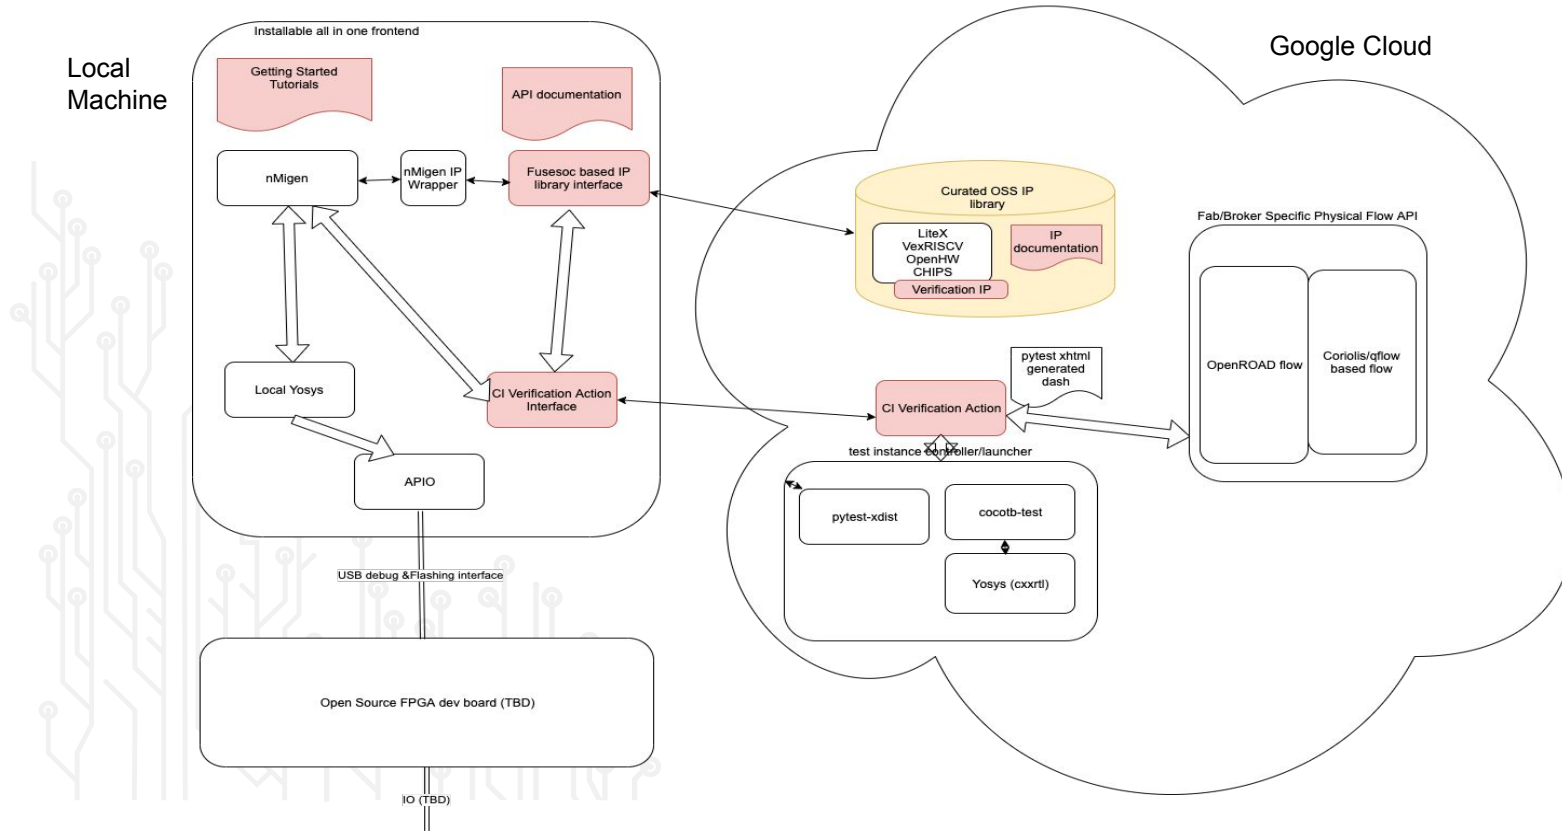 Local
Machine
Installable all in one frontend
Google Cloud
Getting Started
Tutorials
API documentation
nMigen
nMigen IP
Wrapper
Fusesoc based IP
library interface
Curated OSS IP
library
LiteX
VexRISCV
OpenHW
CHIPS
IP
documentation
Verification IP
Fab/Broker Specific Physical Flow API
OpenROAD flow
Coriolis/qflow
based flow
pytest xhtml
generated
dash
Local Yosys
CI Verification Action
Interface
CI Verification Action
test instance controller/launcher
APIO
pytest-xdist
cocotb-test
Yosys (cxxrtl)
USB debug &Flashing interface
Open Source FPGA dev board (TBD)
IO (TBD)